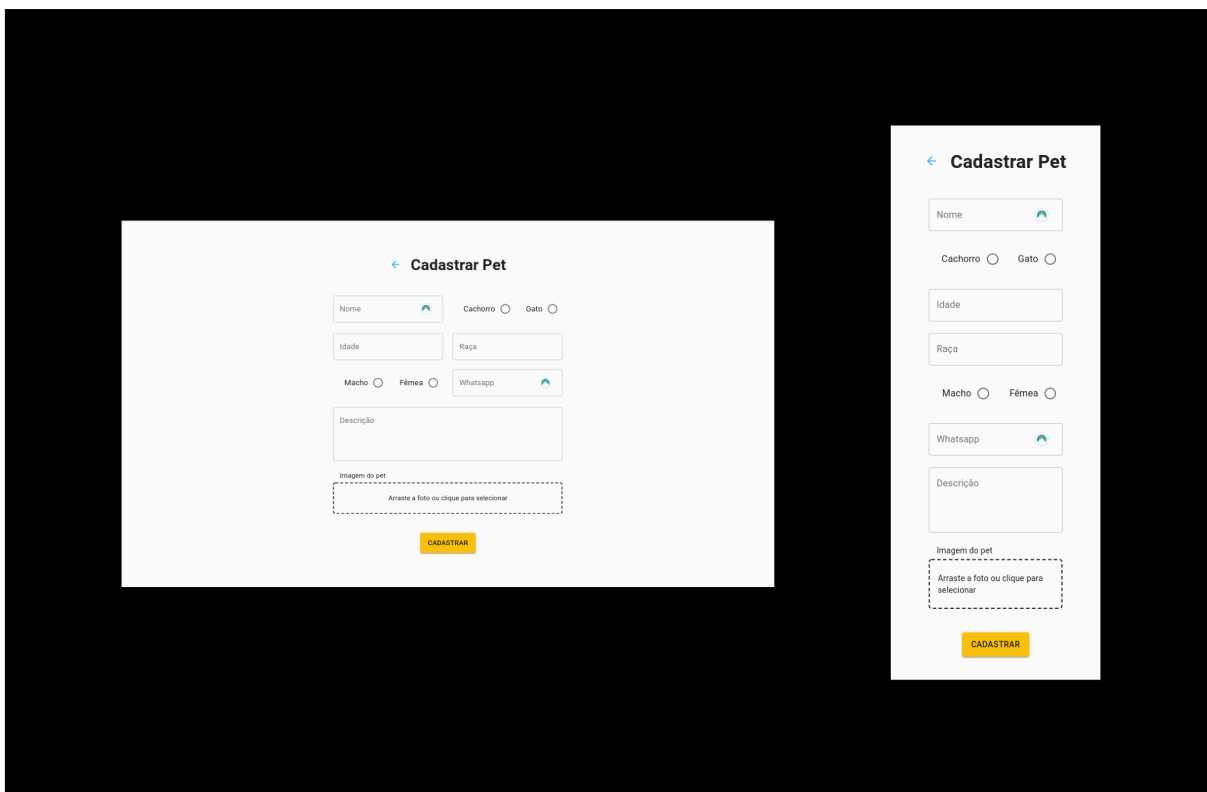 Cadastrar Pet
Nome
Cachorro Gato
Idade
Raça
Macho Fêmea
Whatsapp
Descrição
Imagem do pet
Arraste a foto ou clique para selecionar
CADASTRAR
Cadastrar Pet
Nome
Cachorro Gato
Idade
Raça
Macho Fêmea
Whatsapp
Descrição
Imagem do pet
Arraste a foto ou clique para
selecionar
CADASTRAR